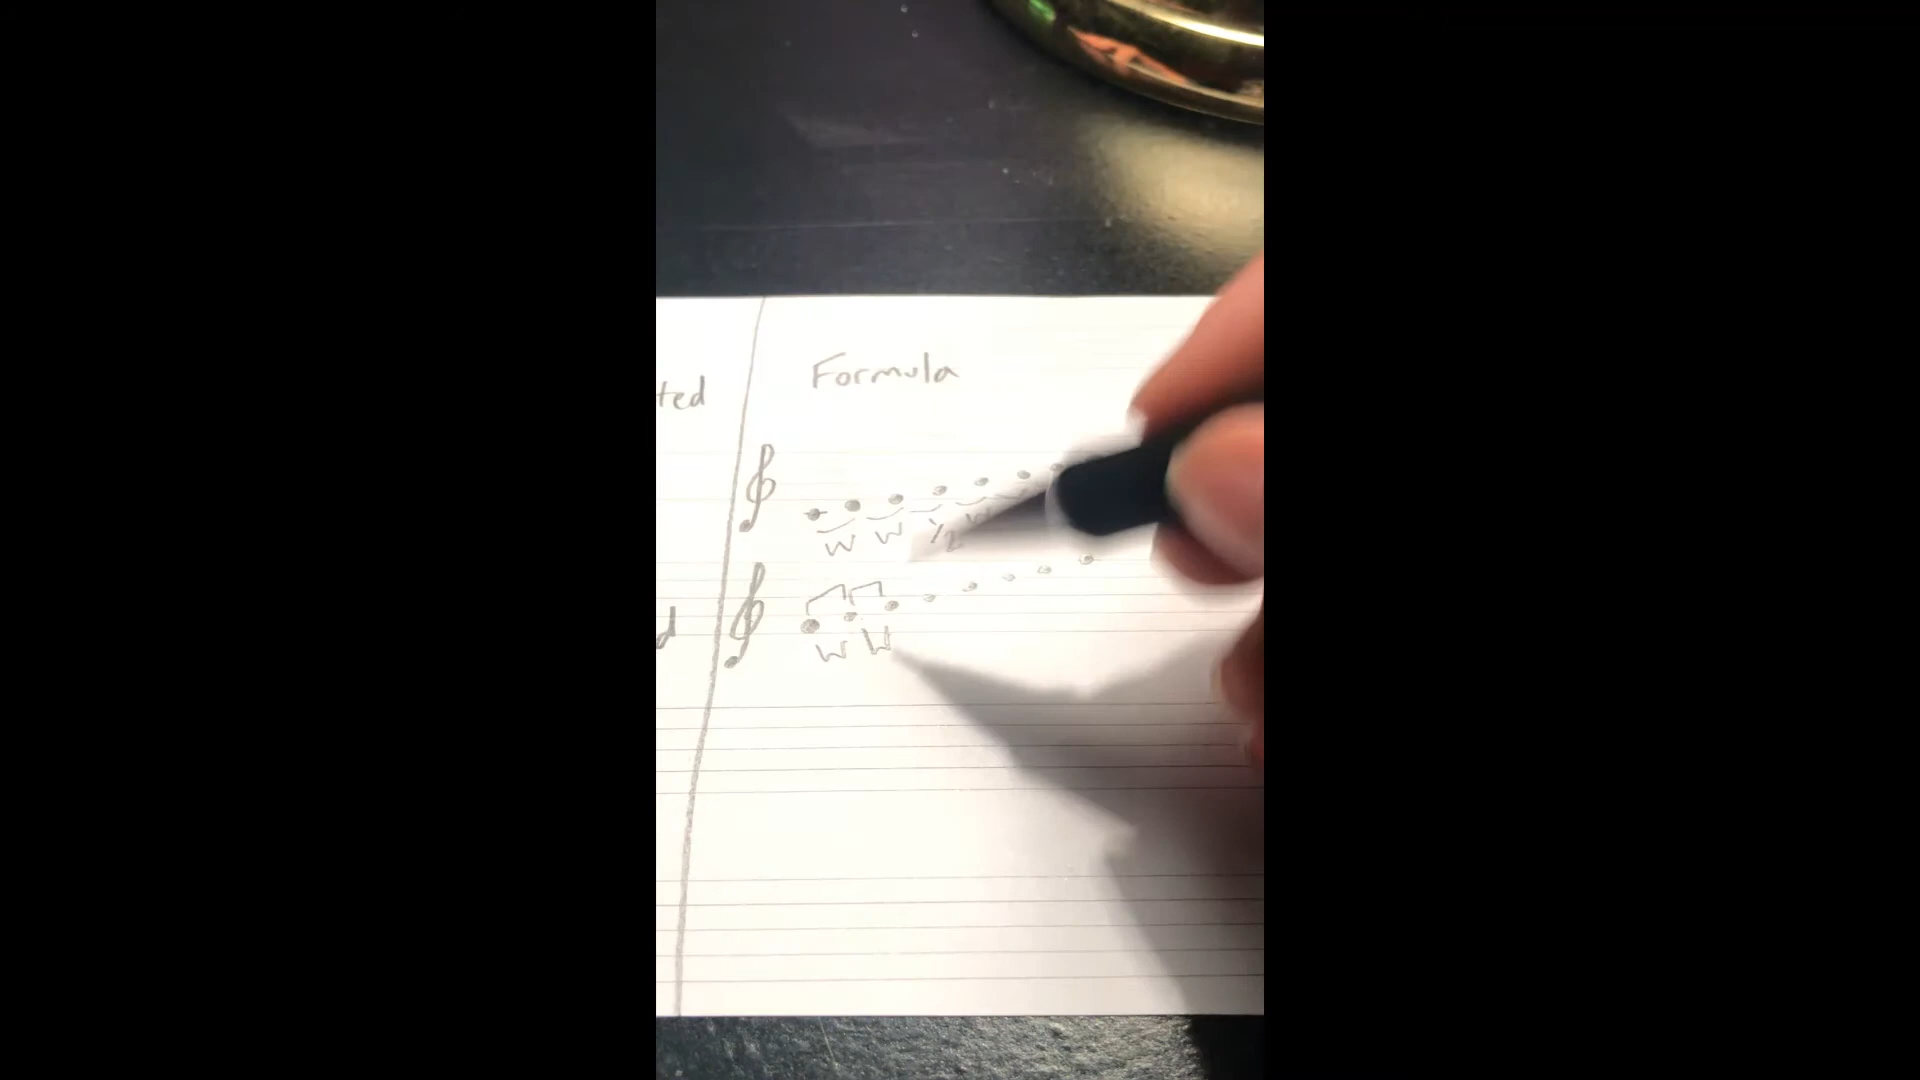 ted
Formula
W W 1/2 W
d
W W